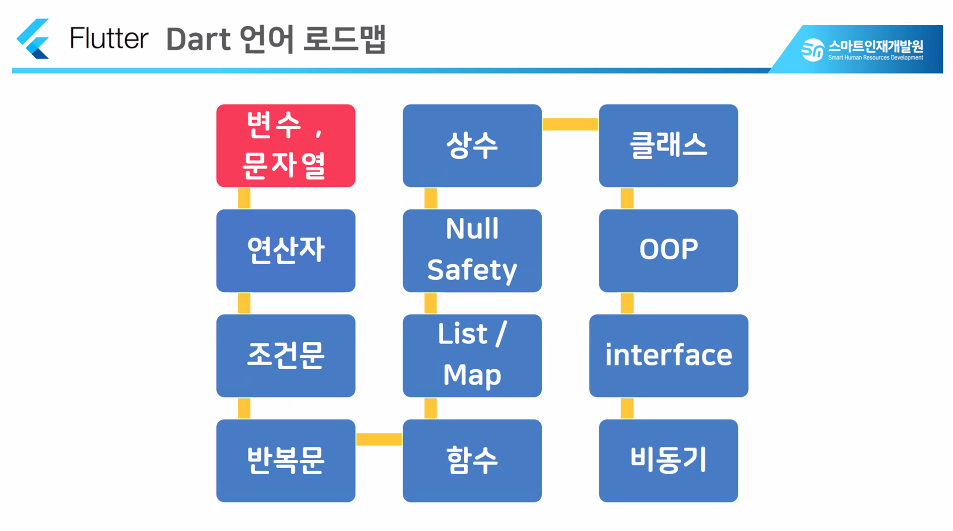 Flutter Dart 언어 로드맵
스마트인재개발원
Smart Human Resources Development
변수 ,
문자열
연산자
조건문
반복문
함수
List /
Map
Null
Safety
상수
클래스
OOP
interface
비동기